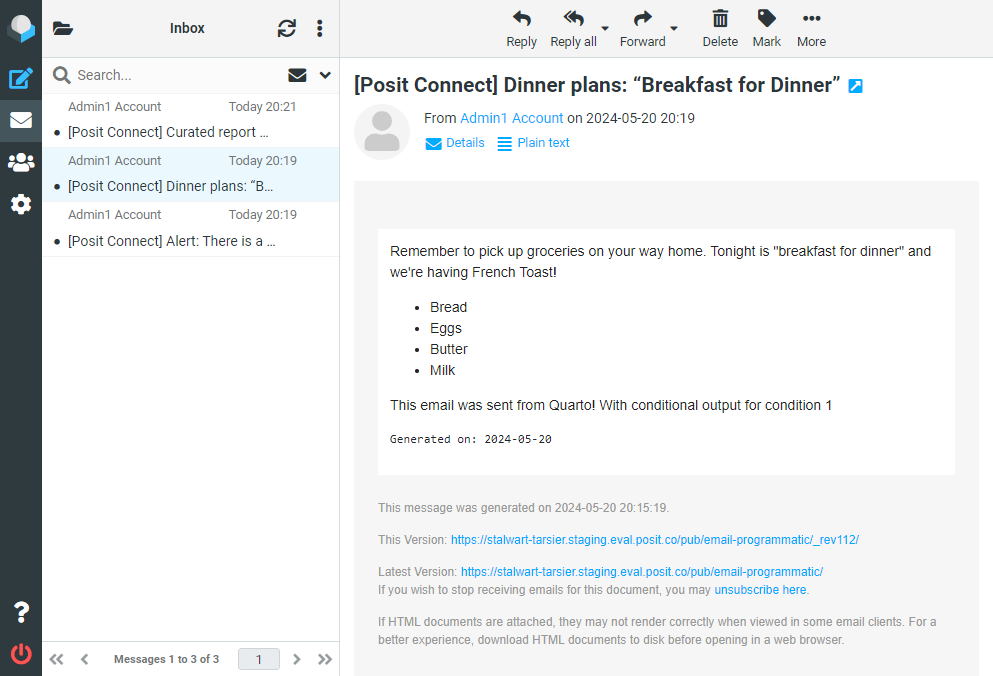 Inbox
Search...
Admin1 Account Today 20:21
• [Posit Connect] Curated report ...
Admin1 Account Today 20:19
• [Posit Connect] Dinner plans: “B...
Admin1 Account Today 20:19
• [Posit Connect] Alert: There is a ...
Messages 1 to 3 of 3 1
Reply Reply all Forward Delete Mark More
[Posit Connect] Dinner plans: “Breakfast for Dinner”
From Admin1 Account on 2024-05-20 20:19
Details Plain text
Remember to pick up groceries on your way home. Tonight is "breakfast for dinner" and
we're having French Toast!
• Bread
• Eggs
• Butter
• Milk
This email was sent from Quarto! With conditional output for condition 1
Generated on: 2024-05-20
This message was generated on 2024-05-20 20:15:19.
This Version: https://stalwart-tarsier.staging.eval.posit.co/pub/email-programmatic/_rev112/
Latest Version: https://stalwart-tarsier.staging.eval.posit.co/pub/email-programmatic/
If you wish to stop receiving emails for this document, you may unsubscribe here.
If HTML documents are attached, they may not render correctly when viewed in some email clients. For a
better experience, download HTML documents to disk before opening in a web browser.